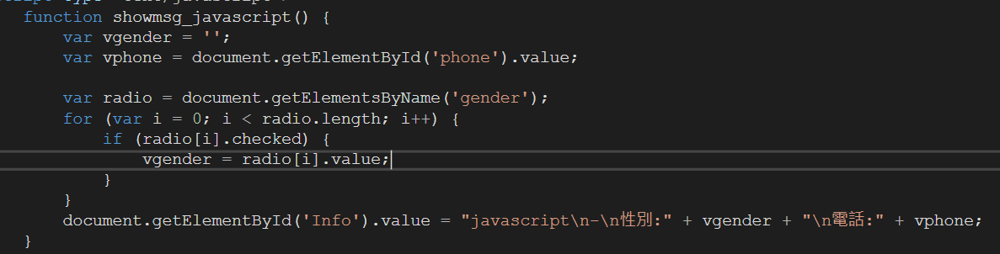 function showmsg_javascript() {
var vgender = '';
var vphone = document.getElementById('phone').value;
var radio = document.getElementsByName('gender');
for (var i = 0; i < radio.length; i++) {
if (radio[i].checked) {
vgender = radio[i].value;
}
}
document.getElementById('Info').value = "javascript\n-\n性別:" + vgender + "\n電話:" + vphone;
}